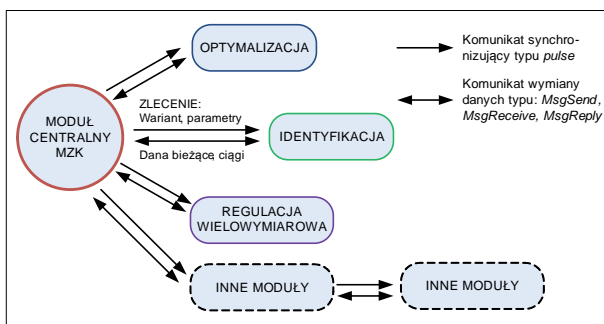 OPTYMALIZACJA
Komunikat synchro-
nizujący typu pulse
MODUŁ
CENTRALNY
MZK
ZLECENIE:
Wariant, parametry
Dana bieżące, ciągi
IDENTYFIKACJA
Komunikat wymiany
danych typu: MsgSend,
MsgReceive, MsgReply
REGULACJA
WIELOWYMIAROWA
INNE MODUŁY
INNE MODUŁY